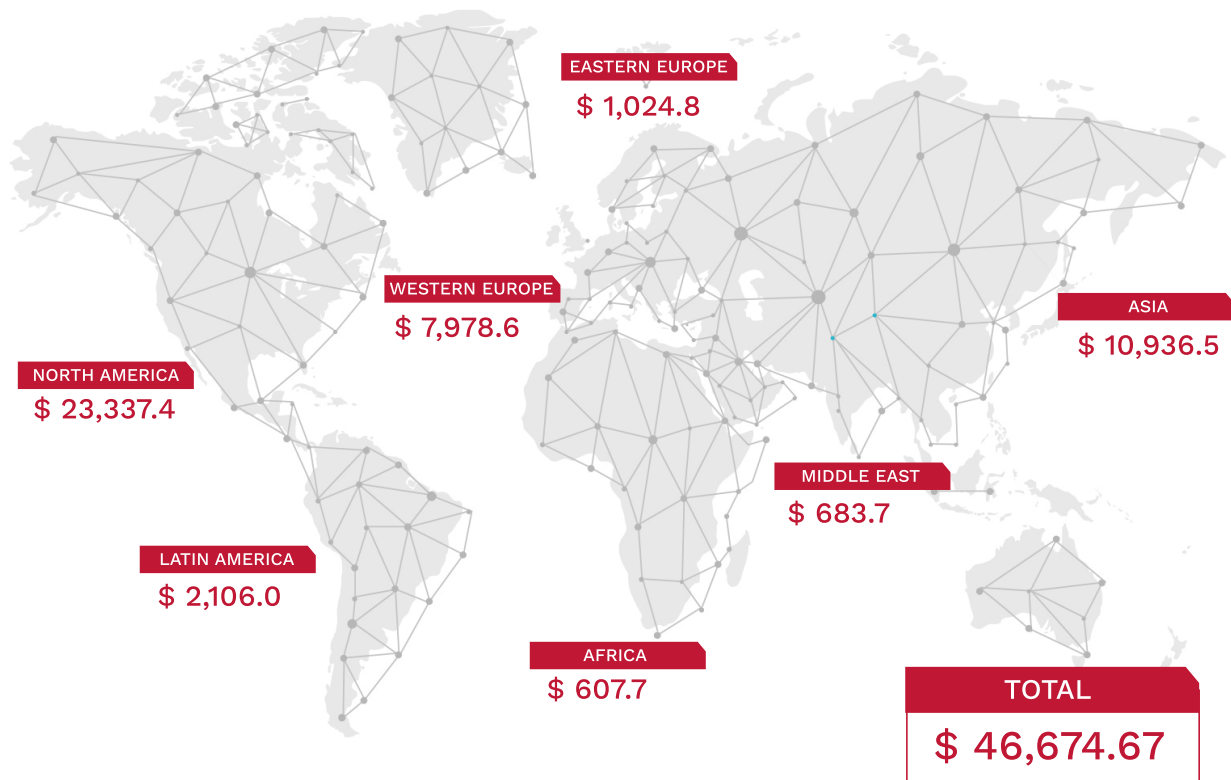 EASTERN EUROPE
$ 1,024.8
WESTERN EUROPE
$ 7,978.6
ASIA
$ 10,936.5
NORTH AMERICA
$ 23,337.4
MIDDLE EAST
$ 683.7
LATIN AMERICA
$ 2,106.0
AFRICA
$ 607.7
TOTAL
$ 46,674.67